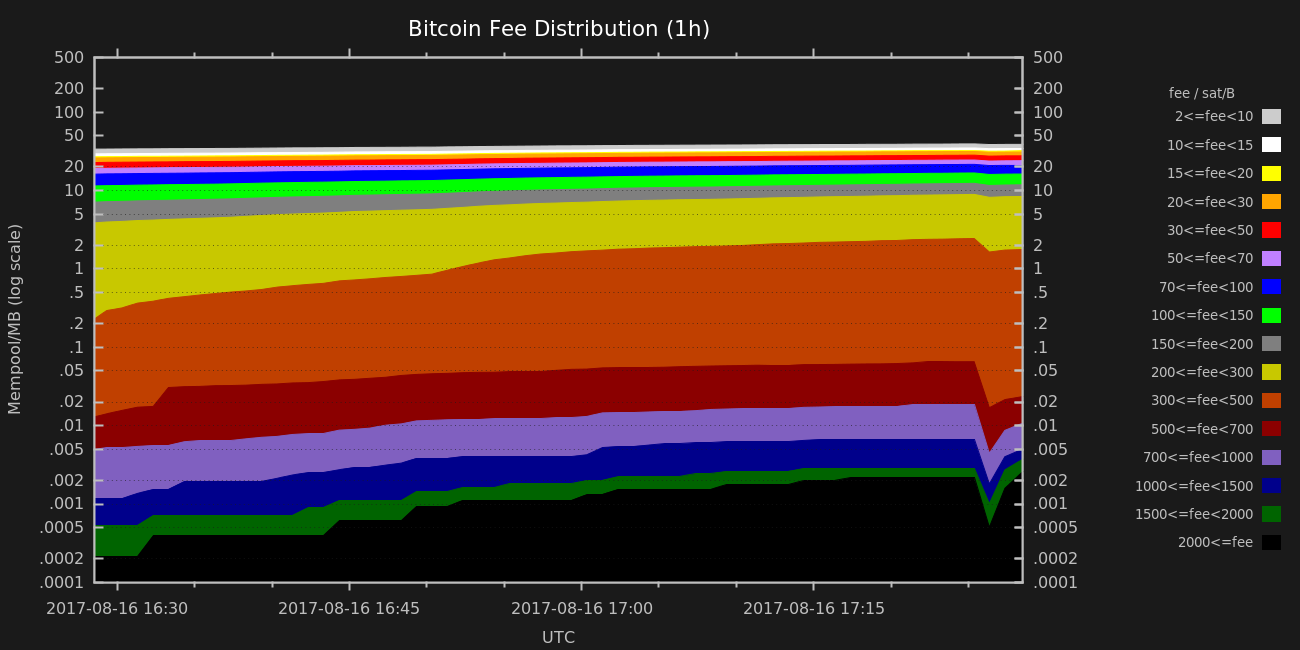 Bitcoin Fee Distribution (1h)
Mempool/MB (log scale)
500
200
100
50
20
10
5
2
1
.5
.2
.1
.05
.02
.01
.005
.002
.001
.0005
.0002
.0001
500
200
100
50
20
10
5
2
1
.5
.2
.1
.05
.02
.01
.005
.002
.001
.0005
.0002
.0001
fee / sat/B
2<=fee<10
10<=fee<15
15<=fee<20
20<=fee<30
30<=fee<50
50<=fee<70
70<=fee<100
100<=fee<150
150<=fee<200
200<=fee<300
300<=fee<500
500<=fee<700
700<=fee<1000
1000<=fee<1500
1500<=fee<2000
2000<=fee
2017-08-16 16:30 2017-08-16 16:45 2017-08-16 17:00 2017-08-16 17:15
UTC